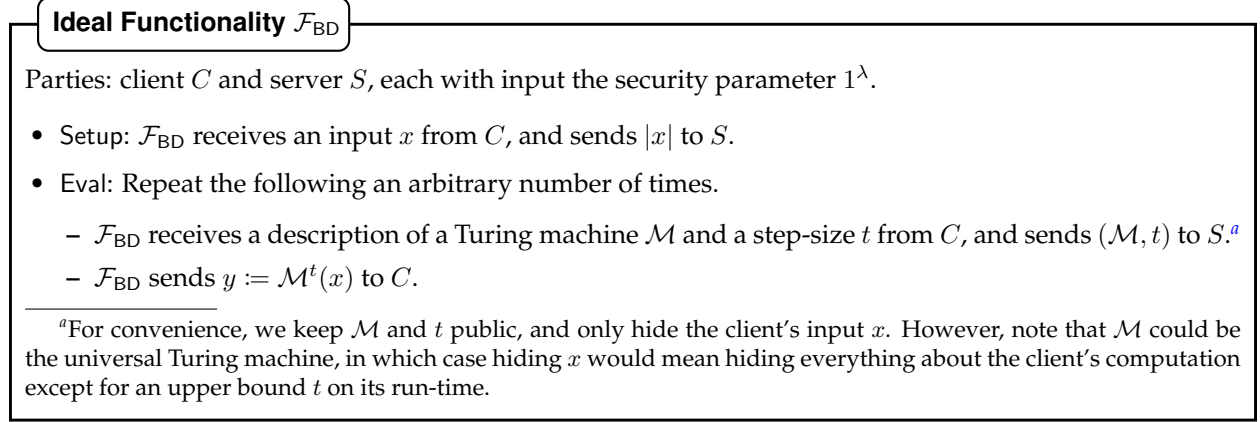 Ideal Functionality 𝓕_BD
Parties: client C and server S, each with input the security parameter 1^λ.
• Setup: 𝓕_BD receives an input x from C, and sends |x| to S.
• Eval: Repeat the following an arbitrary number of times.
– 𝓕_BD receives a description of a Turing machine 𝓜 and a step-size t from C, and sends (𝓜, t) to S.^a
– 𝓕_BD sends y := 𝓜^t(x) to C.
^a For convenience, we keep 𝓜 and t public, and only hide the client's input x. However, note that 𝓜 could be
the universal Turing machine, in which case hiding x would mean hiding everything about the client's computation
except for an upper bound t on its run-time.